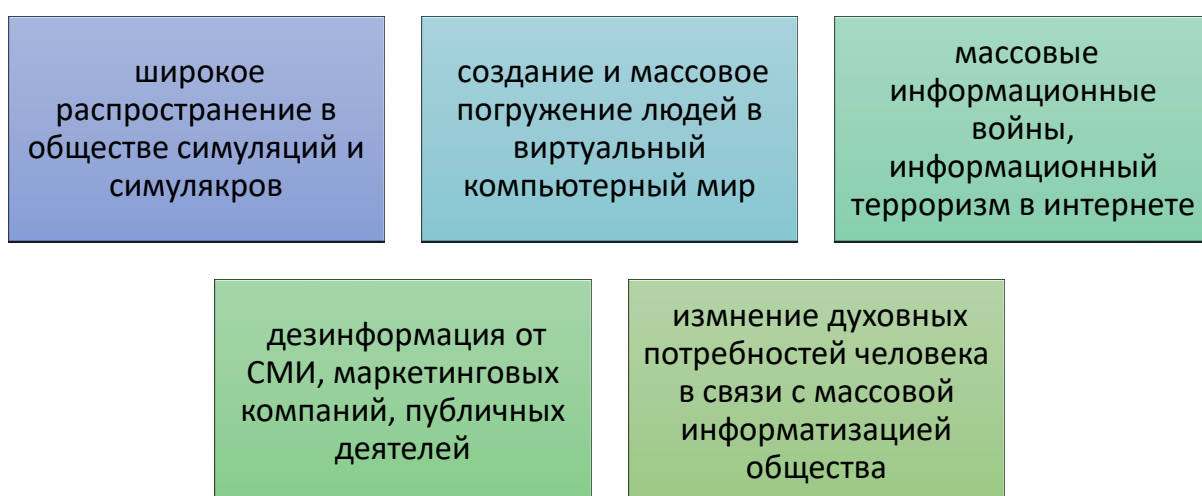 широкое
распространение в
обществе симуляций и
симулякров
создание и массовое
погружение людей в
виртуальный
компьютерный мир
массовые
информационные
войны,
информационный
терроризм в интернете
дезинформация от
СМИ, маркетинговых
компаний, публичных
деятелей
измнение духовных
потребностей человека
в связи с массовой
информатизацией
общества